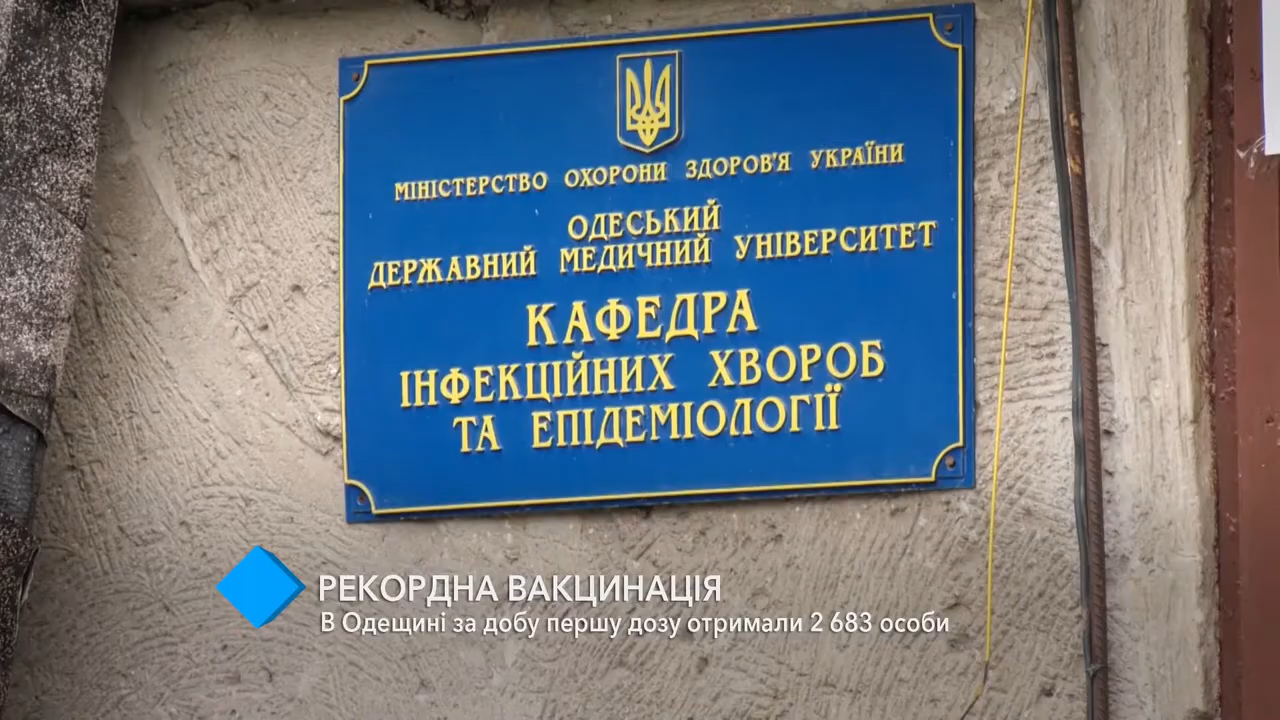 МІНІСТЕРСТВО ОХОРОНИ ЗДОРОВ'Я УКРАЇНИ
ОДЕСЬКИЙ
ДЕРЖАВНИЙ МЕДИЧНИЙ УНІВЕРСИТЕТ
КАФЕДРА
ІНФЕКЦІЙНИХ ХВОРОБ
ТА ЕПІДЕМІОЛОГІЇ
РЕКОРДНА ВАКЦИНАЦІЯ
В Одещині за добу першу дозу отримали 2 683 особи